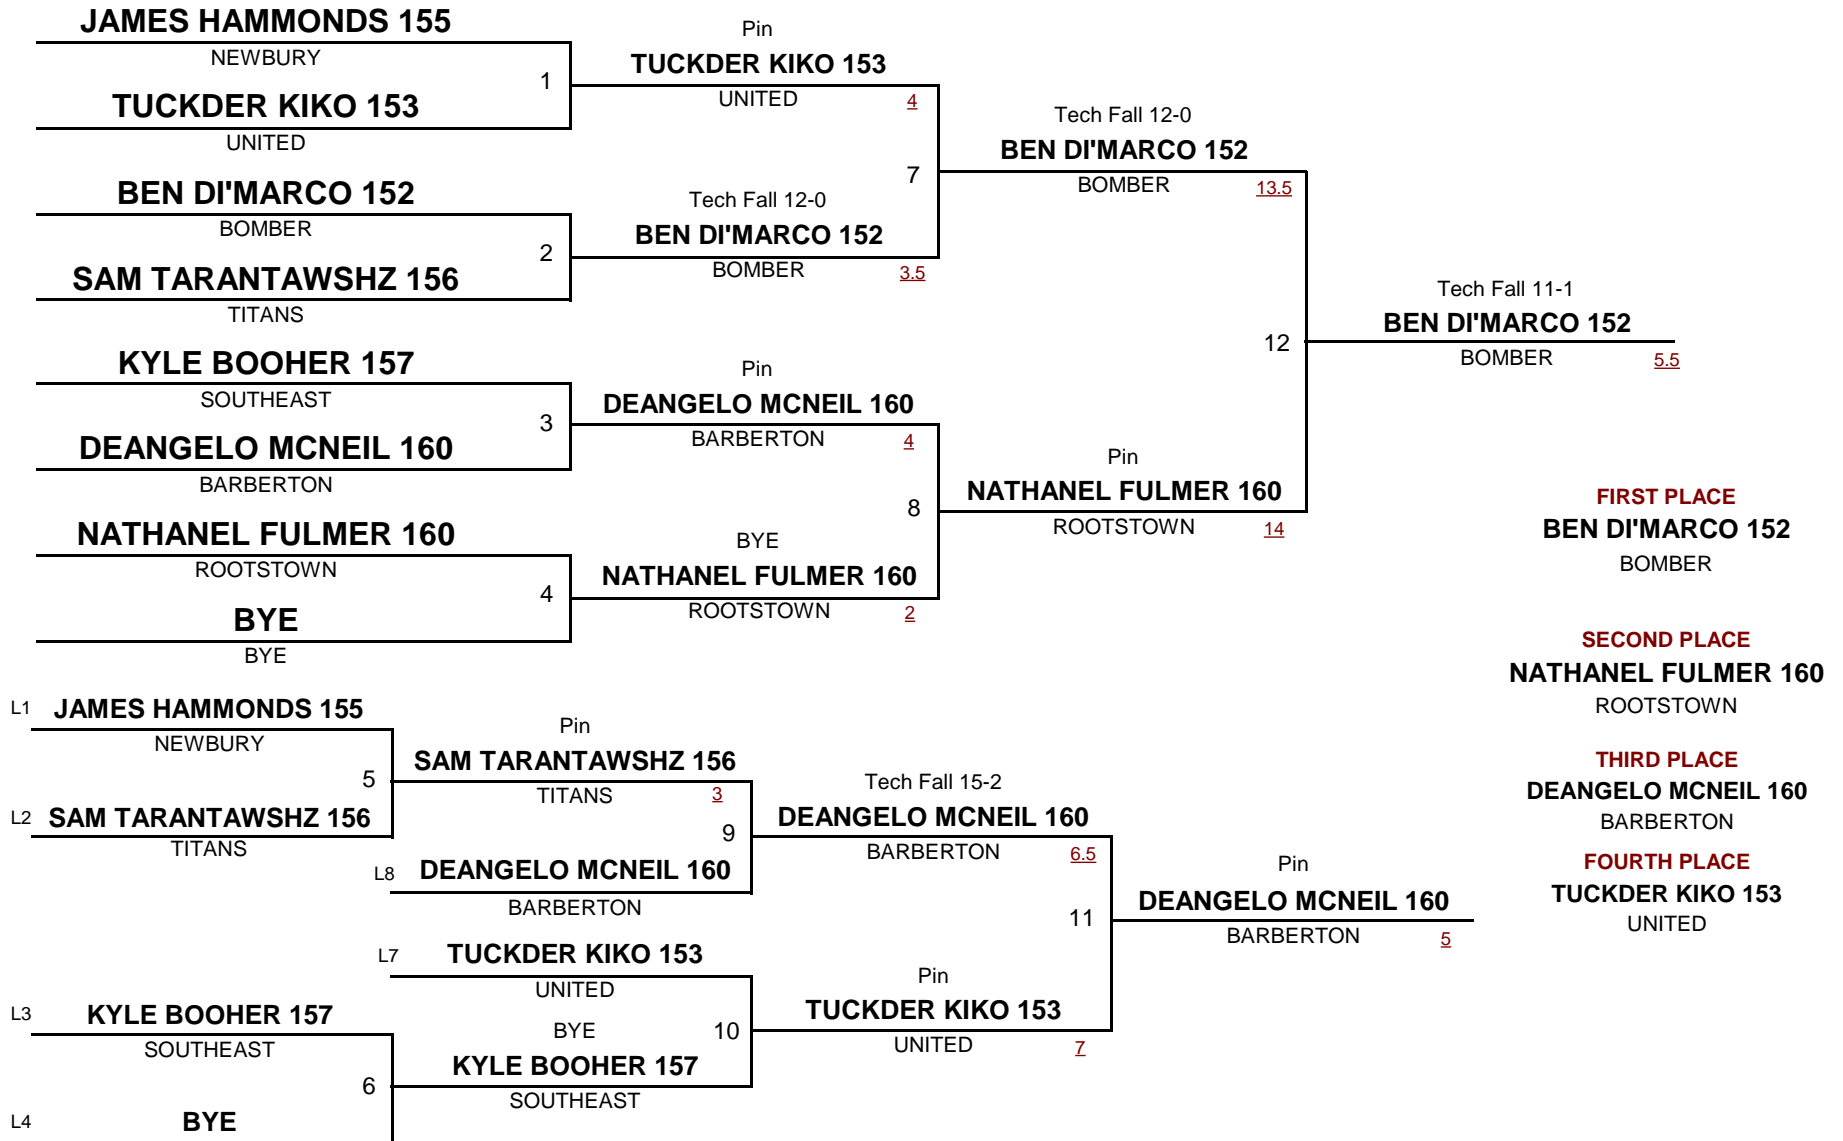 JAMES HAMMONDS 155
NEWBURY
1
TUCKDER KIKO 153
UNITED
Pin
TUCKDER KIKO 153
UNITED 4
BEN DI'MARCO 152
BOMBER
2
SAM TARANTAWSHZ 156
TITANS
Tech Fall 12-0
BEN DI'MARCO 152
BOMBER 3.5
7
Tech Fall 12-0
BEN DI'MARCO 152
BOMBER 13.5
KYLE BOOHER 157
SOUTHEAST
3
DEANGELO MCNEIL 160
BARBERTON
Pin
DEANGELO MCNEIL 160
BARBERTON 4
NATHANEL FULMER 160
ROOTSTOWN
4
BYE
BYE
BYE
NATHANEL FULMER 160
ROOTSTOWN 2
8
Pin
NATHANEL FULMER 160
ROOTSTOWN 14
12
Tech Fall 11-1
BEN DI'MARCO 152
BOMBER 5.5
FIRST PLACE
BEN DI'MARCO 152
BOMBER
SECOND PLACE
NATHANEL FULMER 160
ROOTSTOWN
THIRD PLACE
DEANGELO MCNEIL 160
BARBERTON
FOURTH PLACE
TUCKDER KIKO 153
UNITED
L1 JAMES HAMMONDS 155
NEWBURY
5
L2 SAM TARANTAWSHZ 156
TITANS
Pin
SAM TARANTAWSHZ 156
TITANS 3
9
L8 DEANGELO MCNEIL 160
BARBERTON
Tech Fall 15-2
DEANGELO MCNEIL 160
BARBERTON 6.5
L7 TUCKDER KIKO 153
UNITED
L3 KYLE BOOHER 157
SOUTHEAST
6
L4 BYE
BYE
10
KYLE BOOHER 157
SOUTHEAST
Pin
TUCKDER KIKO 153
UNITED 7
11
Pin
DEANGELO MCNEIL 160
BARBERTON 5